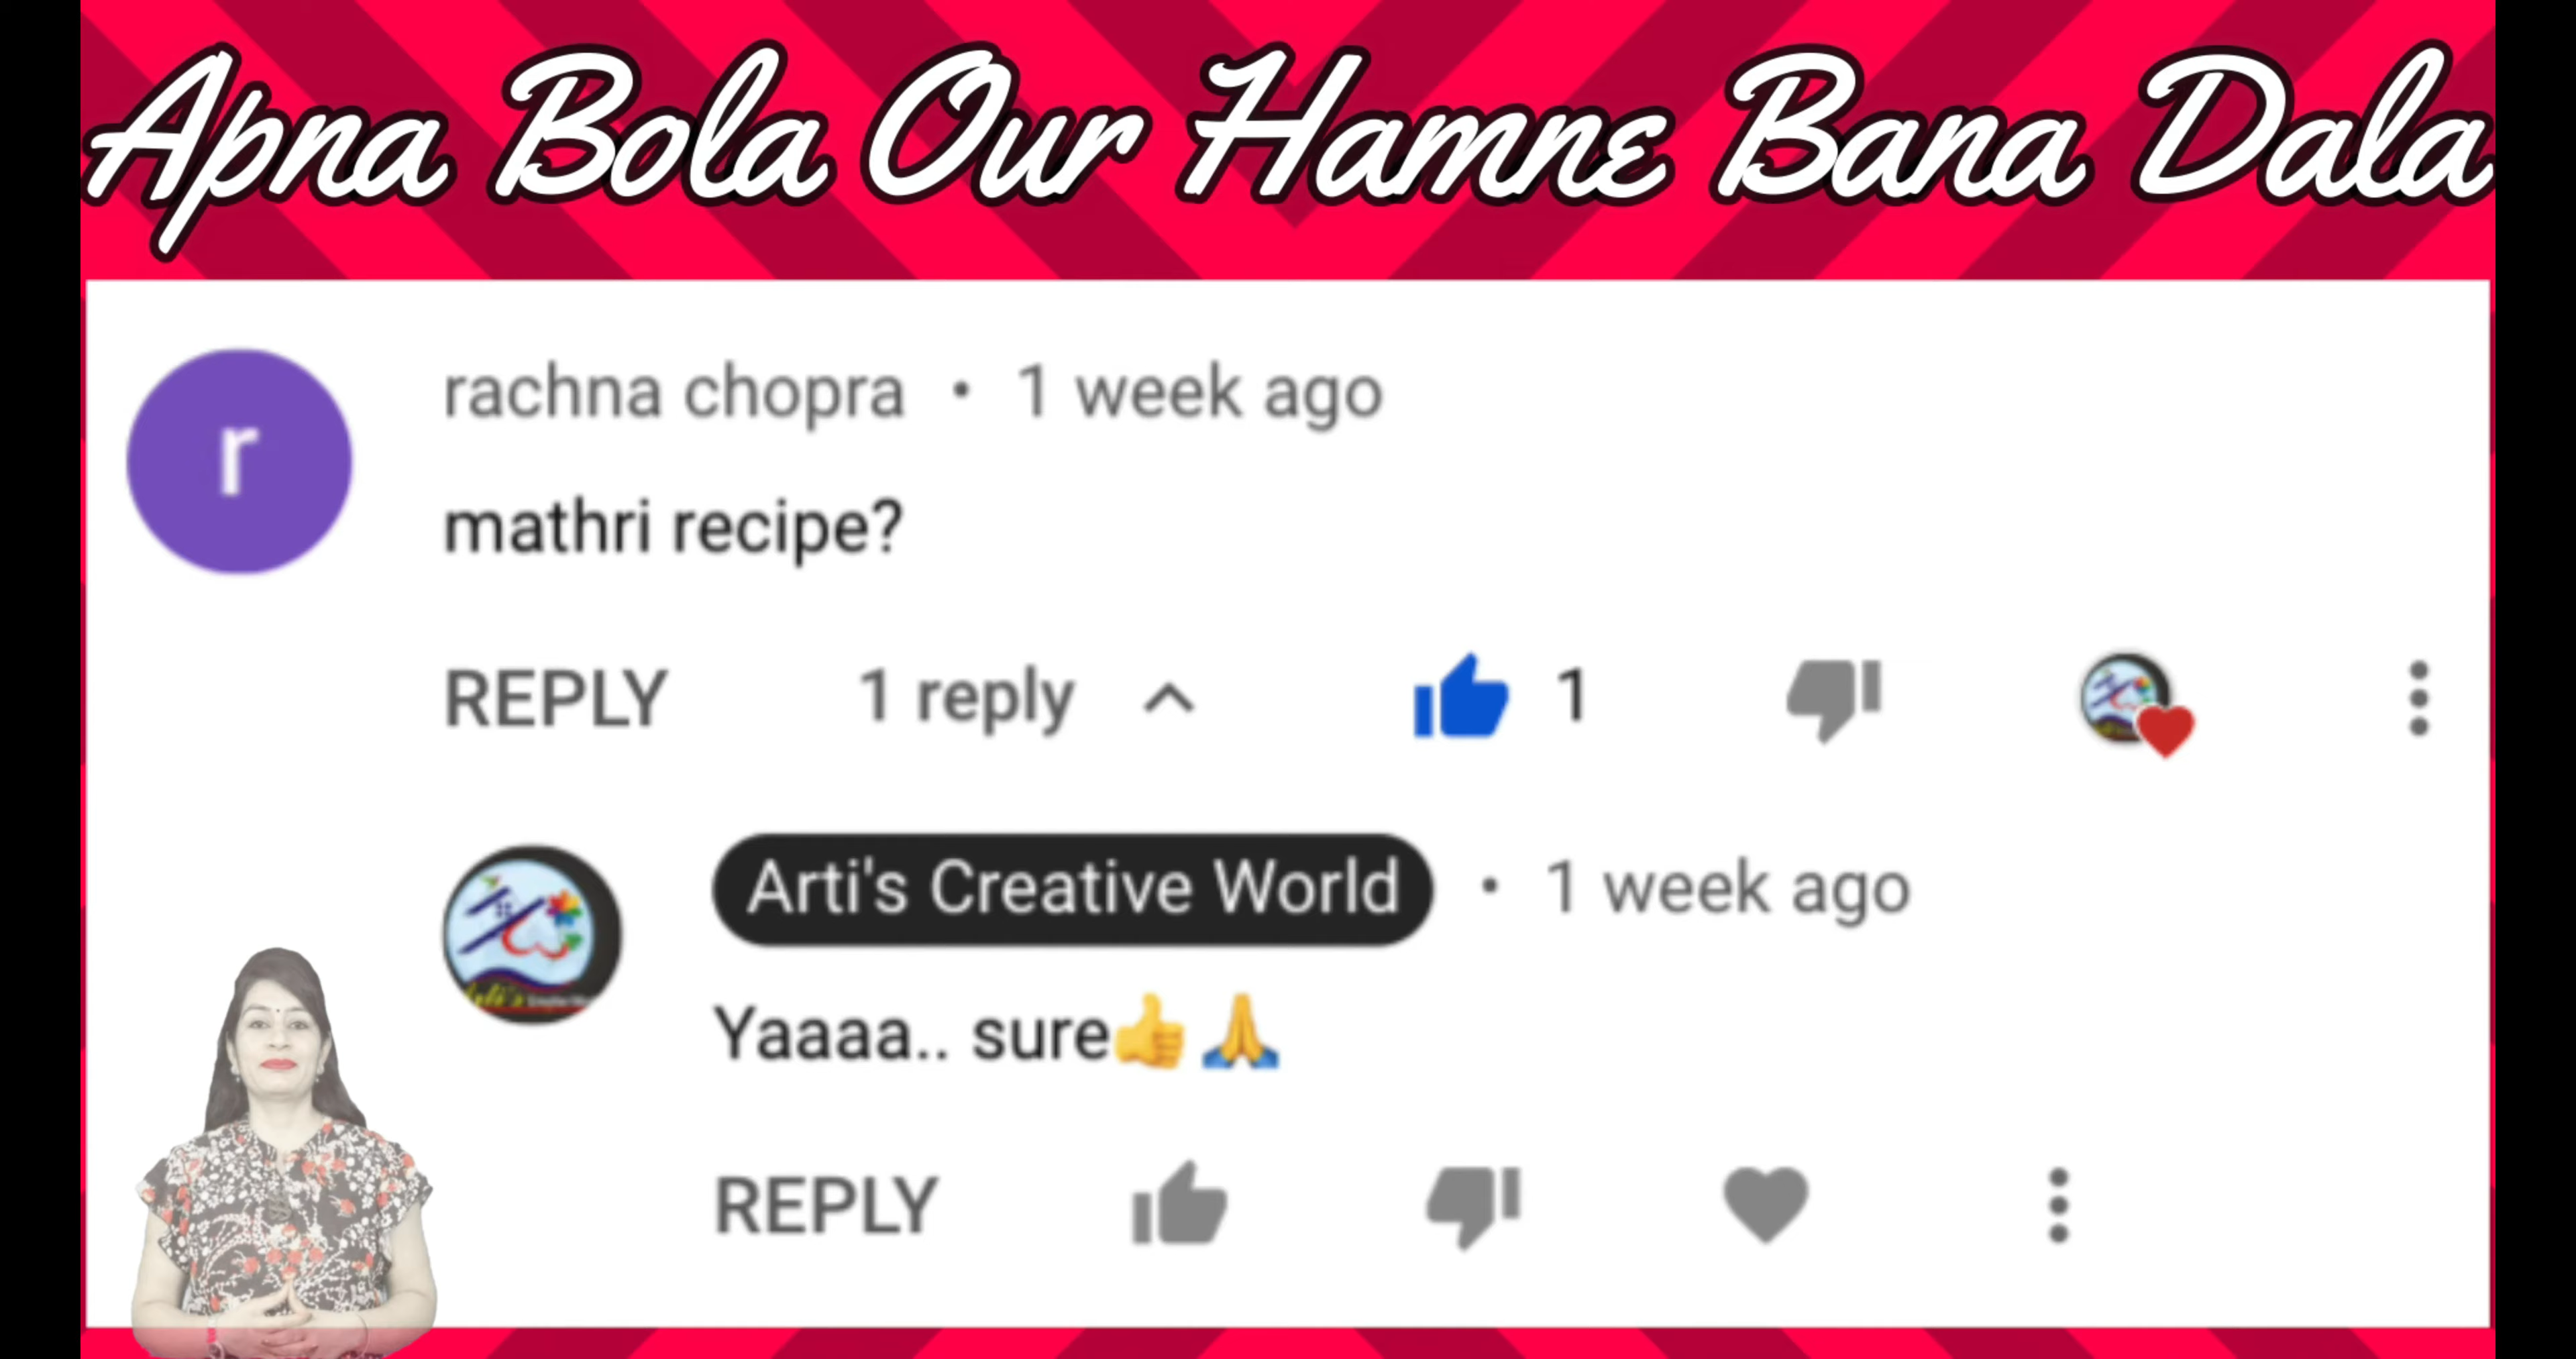 Apna Bola Our Hamne Bana Dala
r
rachna chopra • 1 week ago
mathri recipe?
REPLY 1 reply 1
Arti's Creative World • 1 week ago
Yaaaa.. sure👍🙏
REPLY